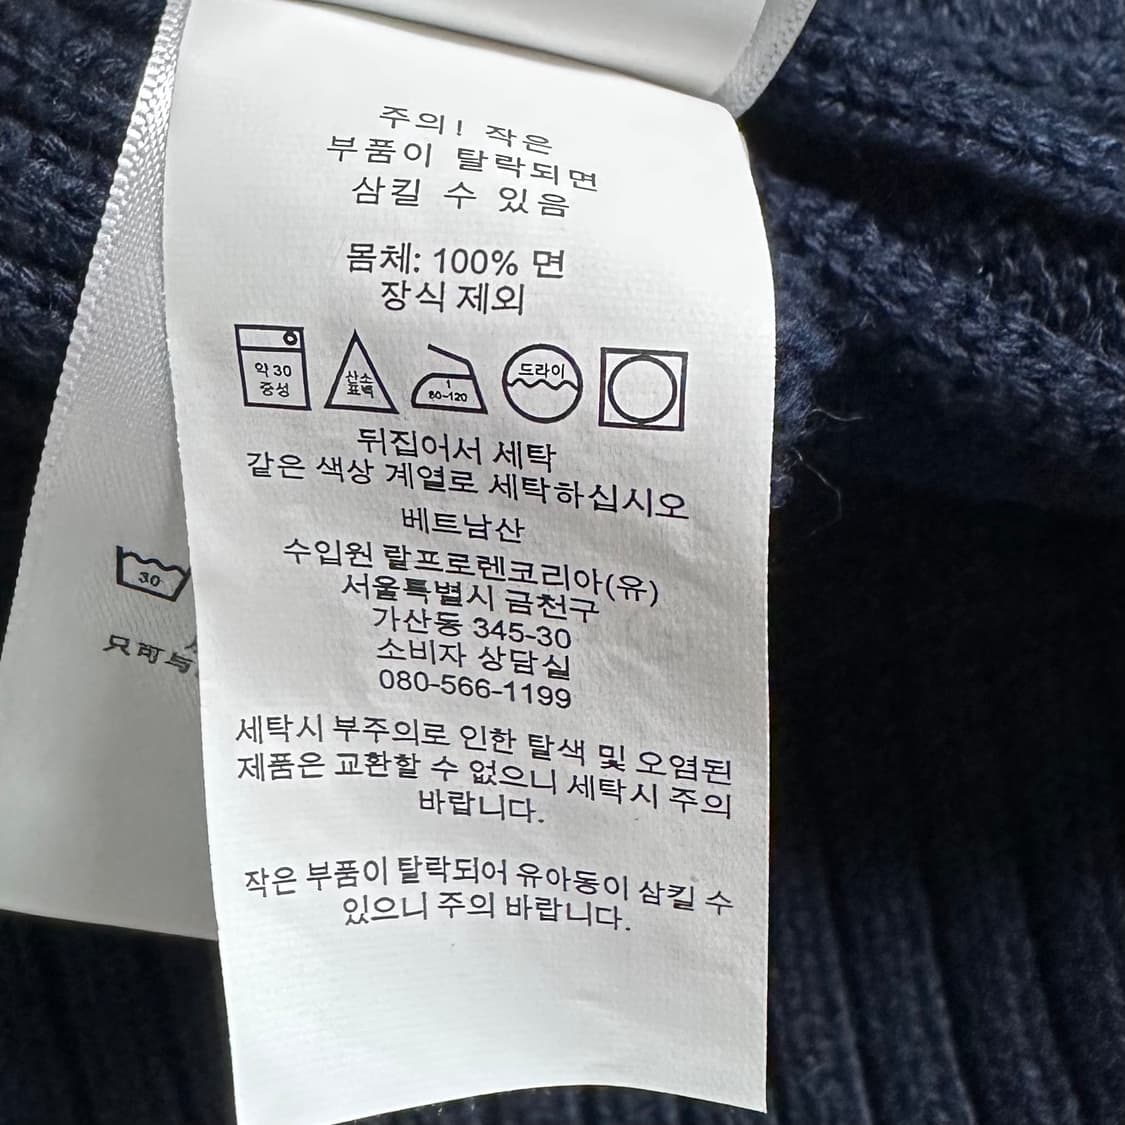 주의! 작은
부품이 탈락되면
삼킬 수 있음
몸체: 100% 면
장식 제외
약 30
중성
산소
표백
1
80-120
드라이
뒤집어서 세탁
같은 색상 계열로 세탁하십시오
베트남산
수입원 랄프로렌코리아(유)
서울특별시 금천구
가산동 345-30
소비자 상담실
080-566-1199
세탁시 부주의로 인한 탈색 및 오염된
제품은 교환할 수 없으니 세탁시 주의
바랍니다.
작은 부품이 탈락되어 유아동이 삼킬 수
있으니 주의 바랍니다.
30
只可与